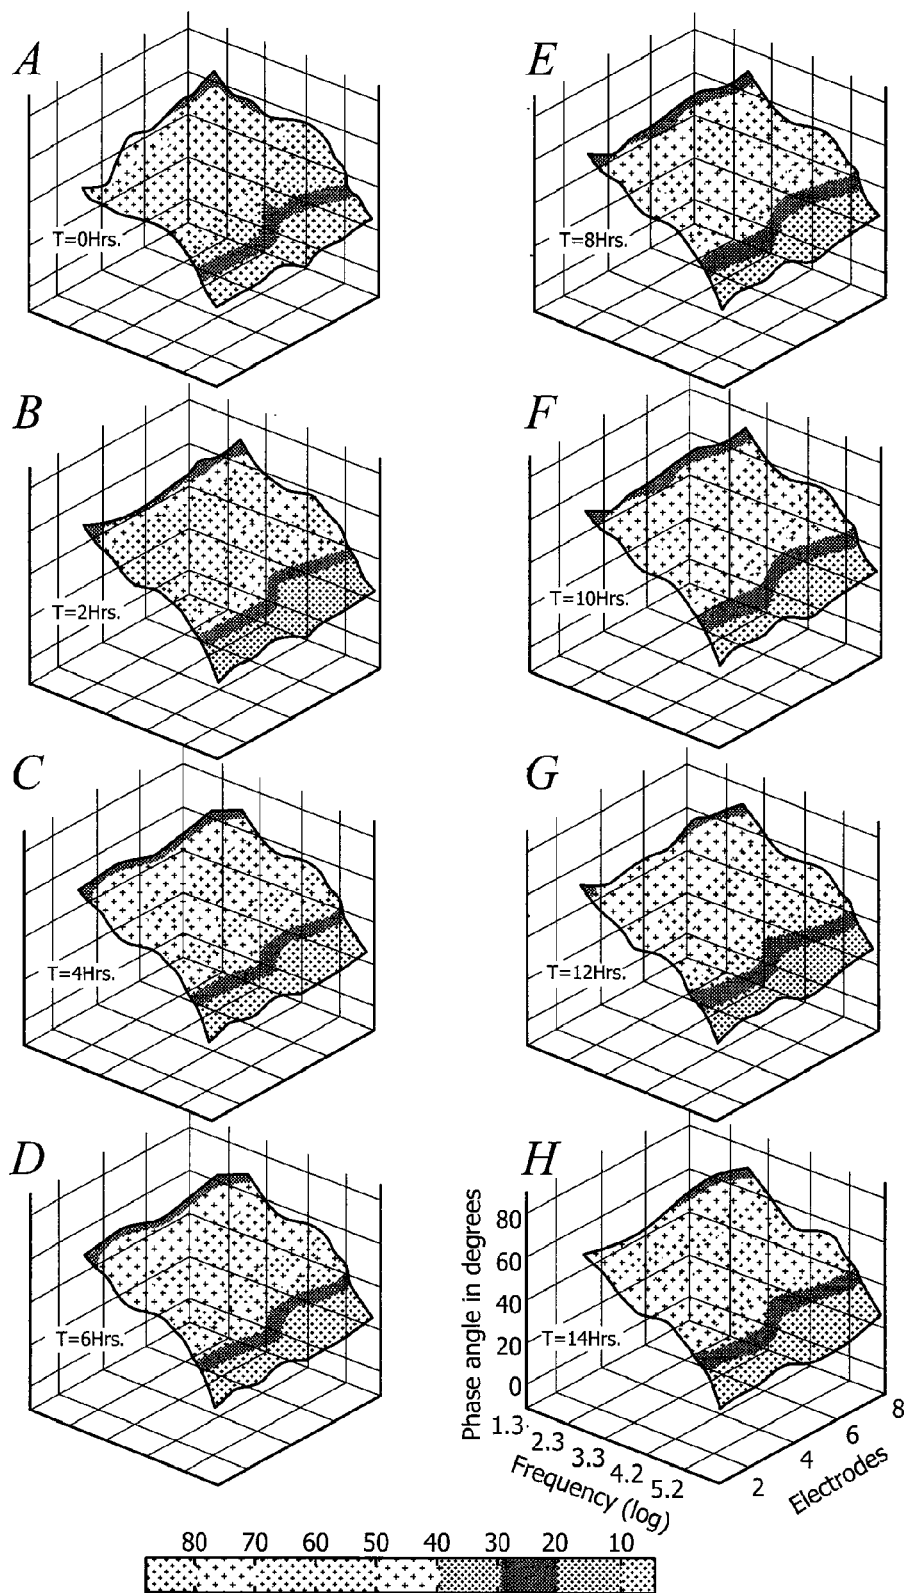 A
T=0Hrs.
E
T=8Hrs.
B
T=2Hrs.
F
T=10Hrs.
C
T=4Hrs.
G
T=12Hrs.
D
T=6Hrs.
H
T=14Hrs.
Phase angle in degrees
80
60
40
20
0
1.3
2.3
3.3
4.2
5.2
Frequency (log)
2
4
6
8
Electrodes
80 70 60 50 40 30 20 10